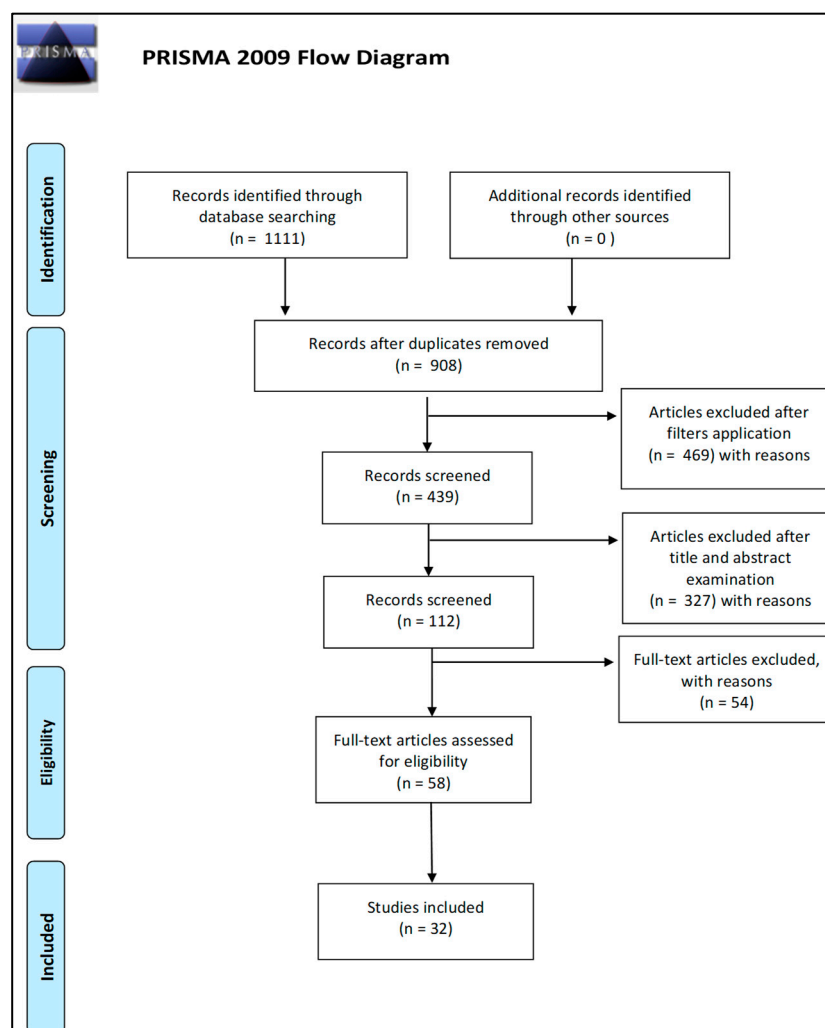 PRISMA
PRISMA 2009 Flow Diagram
Identification
Records identified through
database searching
(n = 1111)
Additional records identified
through other sources
(n = 0 )
Screening
Records after duplicates removed
(n = 908)
Articles excluded after
filters application
(n = 469) with reasons
Records screened
(n = 439)
Articles excluded after
title and abstract
examination
(n = 327) with reasons
Records screened
(n = 112)
Full-text articles excluded,
with reasons
(n = 54)
Eligibility
Full-text articles assessed
for eligibility
(n = 58)
Included
Studies included
(n = 32)